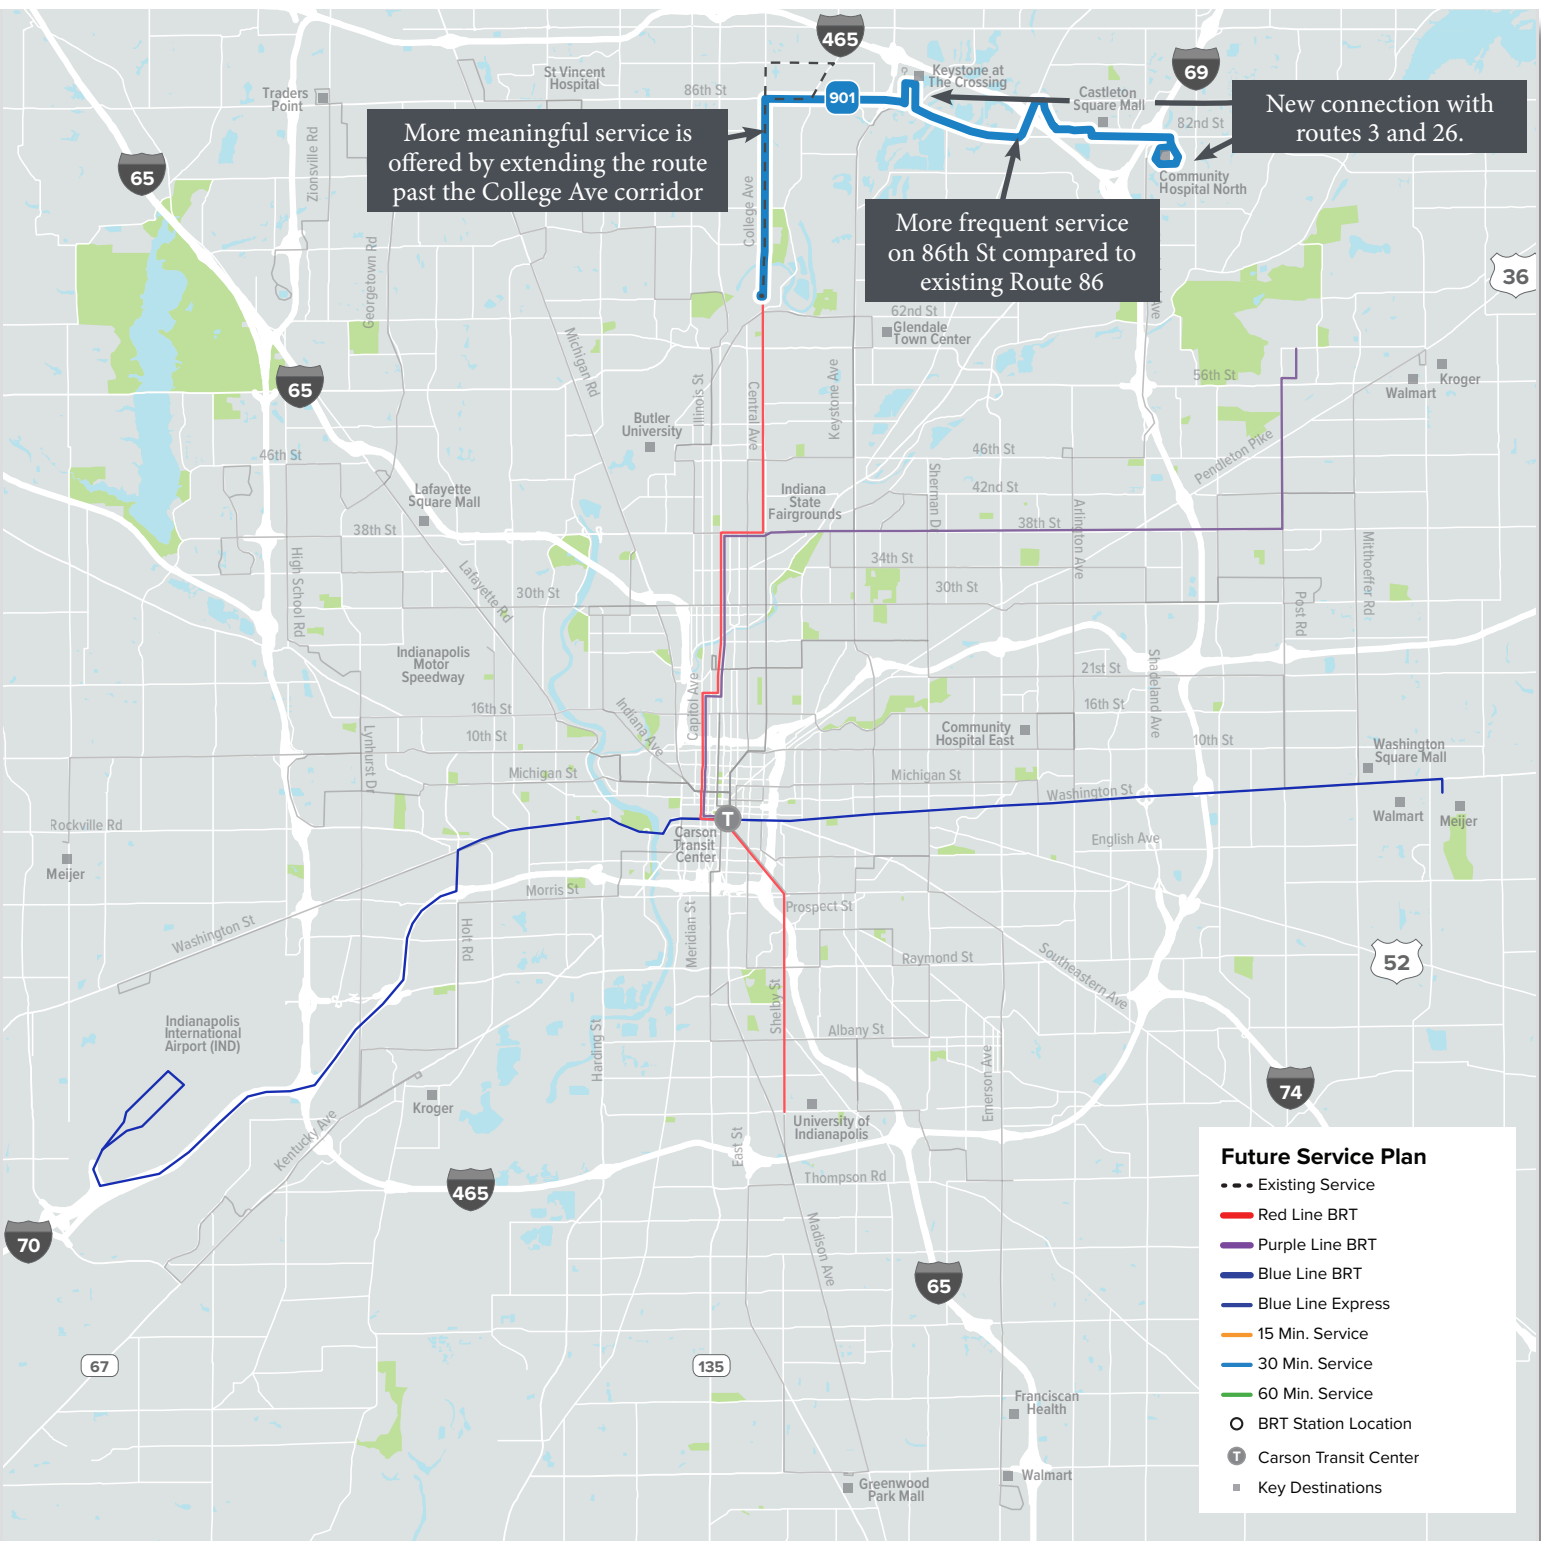 465
69
St Vincent
Hospital
Keystone at
The Crossing
Traders
Point
86th St
901
Castleton
Square Mall
82nd St
New connection with
routes 3 and 26.
More meaningful service is
offered by extending the route
past the College Ave corridor
Community
Hospital North
65
Zionsville Rd
College Ave
More frequent service
on 86th St compared to
existing Route 86
36
Georgetown Rd
Ave
62nd St
Glendale
Town Center
Michigan Rd
65
Illinois St
Central Ave
Keystone Ave
56th St
Walmart
Kroger
Butler
University
46th St
46th St
Pendleton Pike
Lafayette
Square Mall
Indiana
State
Fairgrounds
42nd St
Sherman D
Arlington Ave
38th St
38th St
34th St
30th St
30th St
High School Rd
Lafayette Rd
Mitthoeffer Rd
Post Rd
Indianapolis
Motor
Speedway
21st St
Shadeland Ave
16th St
16th St
Capitol Ave
Indiana Ave
10th St
10th St
Lynhurst Dr
Community
Hospital East
Washington
Square Mall
Michigan St
Michigan St
Washington St
Walmart
Meijer
Rockville Rd
T
Carson
Transit
Center
English Ave
Meijer
Morris St
Prospect St
Washington St
Holt Rd
Meridian St
Raymond St
Southeastern Ave
52
Shelby St
Indianapolis
International
Airport (IND)
Harding St
Albany St
Emerson Ave
74
Kroger
Kentucky Ave
University of
Indianapolis
East St
Thompson Rd
465
70
Madison Ave
65
67
135
Franciscan
Health
Walmart
Greenwood
Park Mall
Future Service Plan
Existing Service
Red Line BRT
Purple Line BRT
Blue Line BRT
Blue Line Express
15 Min. Service
30 Min. Service
60 Min. Service
BRT Station Location
T Carson Transit Center
Key Destinations